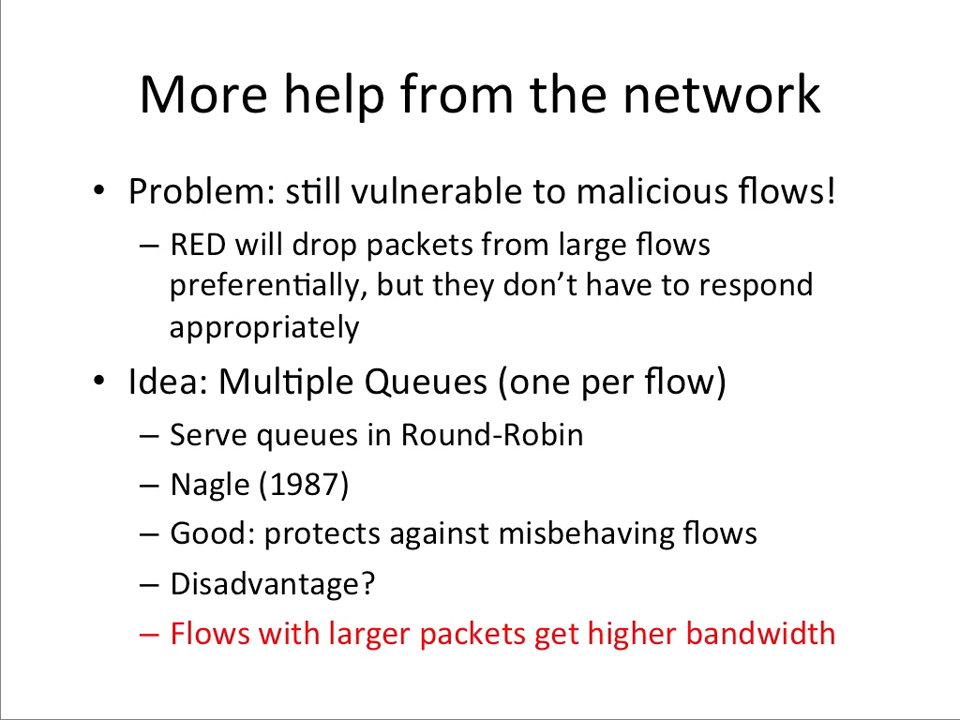 More help from the network
• Problem: still vulnerable to malicious flows!
– RED will drop packets from large flows
preferentially, but they don’t have to respond
appropriately
• Idea: Multiple Queues (one per flow)
– Serve queues in Round-Robin
– Nagle (1987)
– Good: protects against misbehaving flows
– Disadvantage?
– Flows with larger packets get higher bandwidth